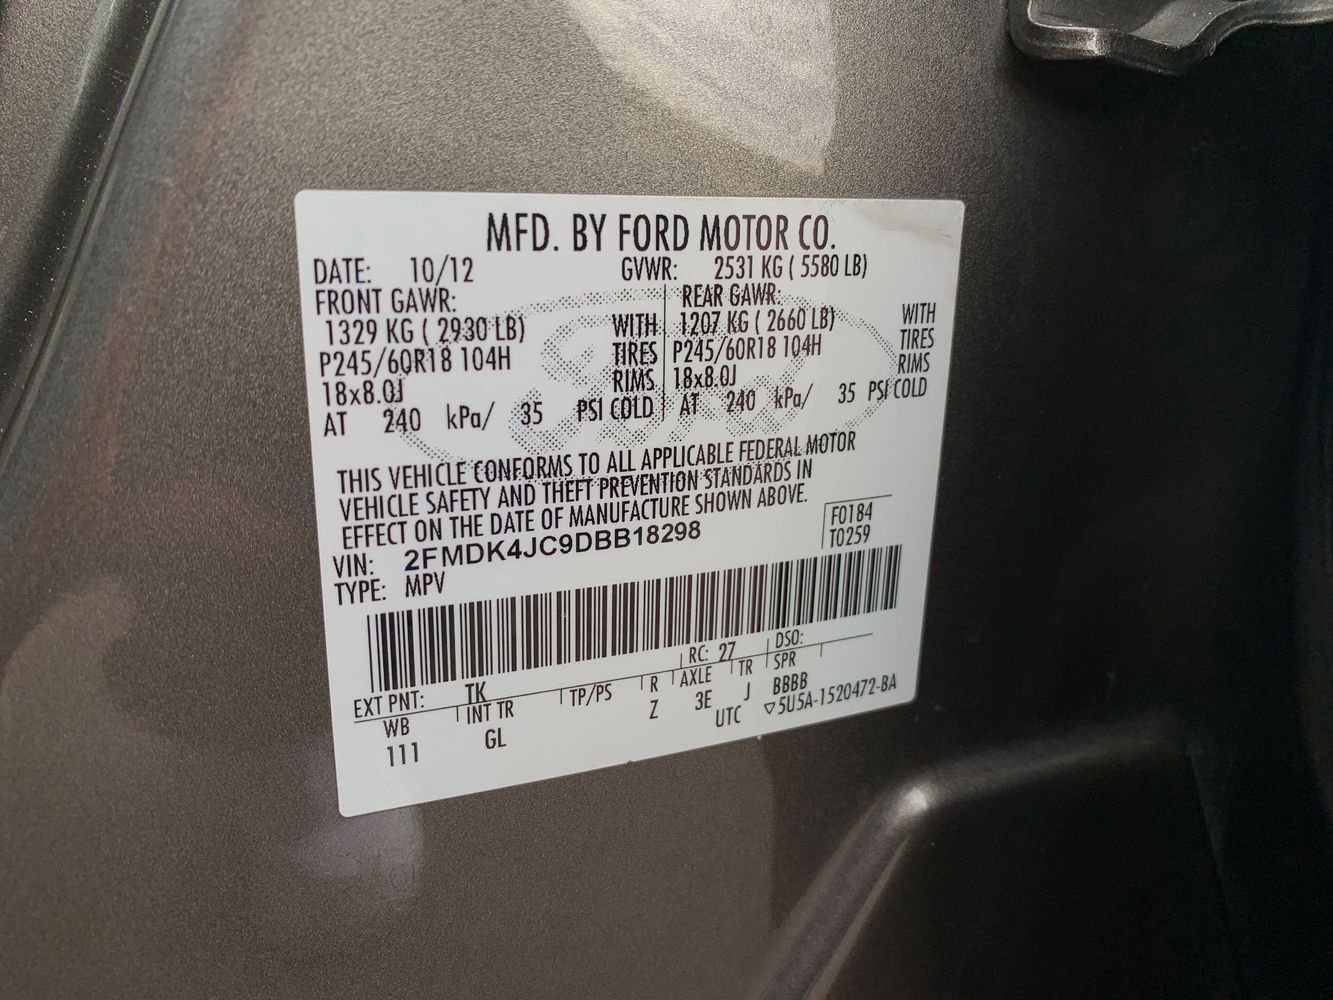 MFD. BY FORD MOTOR CO.
DATE: 10/12 GVWR: 2531 KG ( 5580 LB)
FRONT GAWR: REAR GAWR:
1329 KG ( 2930 LB) WITH 1207 KG ( 2660 LB) WITH
P245/60R18 104H TIRES P245/60R18 104H TIRES
18x8.0J RIMS 18x8.0J RIMS
AT 240 kPa/ 35 PSI COLD AT 240 kPa/ 35 PSI COLD
THIS VEHICLE CONFORMS TO ALL APPLICABLE FEDERAL MOTOR
VEHICLE SAFETY AND THEFT PREVENTION STANDARDS IN
EFFECT ON THE DATE OF MANUFACTURE SHOWN ABOVE.
VIN: 2FMDK4JC9DBB18298 F0184
TYPE: MPV T0259
EXT PNT: TK RC: 27 DSO:
WB INT TR TP/PS R AXLE TR SPR
111 GL Z 3E J BBBB
UTC ▽5U5A-1520472-BA